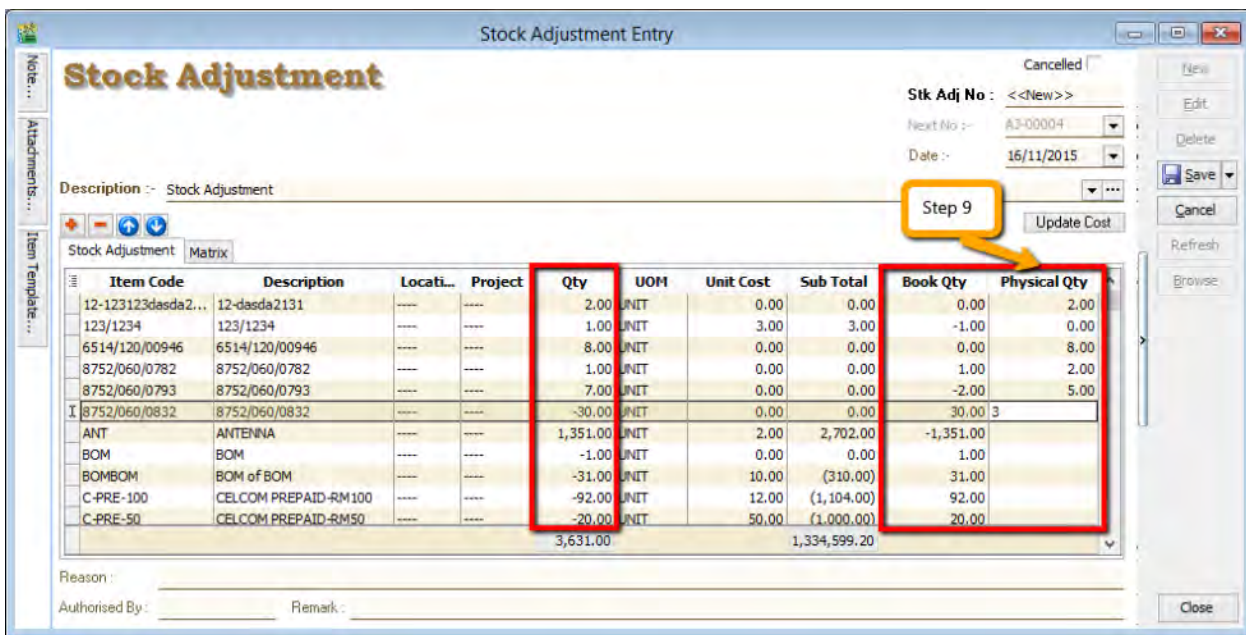 Stock Adjustment Entry
Note...
Attachments...
Item Template...
Stock Adjustment
Cancelled
Stk Adj No : <<New>>
Next No :- AJ-00004
Date :- 16/11/2015
Description :- Stock Adjustment
Step 9
Update Cost
Stock Adjustment Matrix
Item Code Description Locati... Project Qty UOM Unit Cost Sub Total Book Qty Physical Qty
12-123123dasda2... 12-dasda2131 ---- ---- 2.00 UNIT 0.00 0.00 0.00 2.00
123/1234 123/1234 ---- ---- 1.00 UNIT 3.00 3.00 -1.00 0.00
6514/120/00946 6514/120/00946 ---- ---- 8.00 UNIT 0.00 0.00 0.00 8.00
8752/060/0782 8752/060/0782 ---- ---- 1.00 UNIT 0.00 0.00 1.00 2.00
8752/060/0793 8752/060/0793 ---- ---- 7.00 UNIT 0.00 0.00 -2.00 5.00
8752/060/0832 8752/060/0832 ---- ---- -30.00 UNIT 0.00 0.00 30.00 3
ANT ANTENNA ---- ---- 1,351.00 UNIT 2.00 2,702.00 -1,351.00
BOM BOM ---- ---- -1.00 UNIT 0.00 0.00 1.00
BOMBOM BOM of BOM ---- ---- -31.00 UNIT 10.00 (310.00) 31.00
C-PRE-100 CELCOM PREPAID-RM100 ---- ---- -92.00 UNIT 12.00 (1,104.00) 92.00
C-PRE-50 CELCOM PREPAID-RM50 ---- ---- -20.00 UNIT 50.00 (1,000.00) 20.00
3,631.00 1,334,599.20
Reason :
Authorised By : Remark :
New
Edit
Delete
Save
Cancel
Refresh
Browse
Close